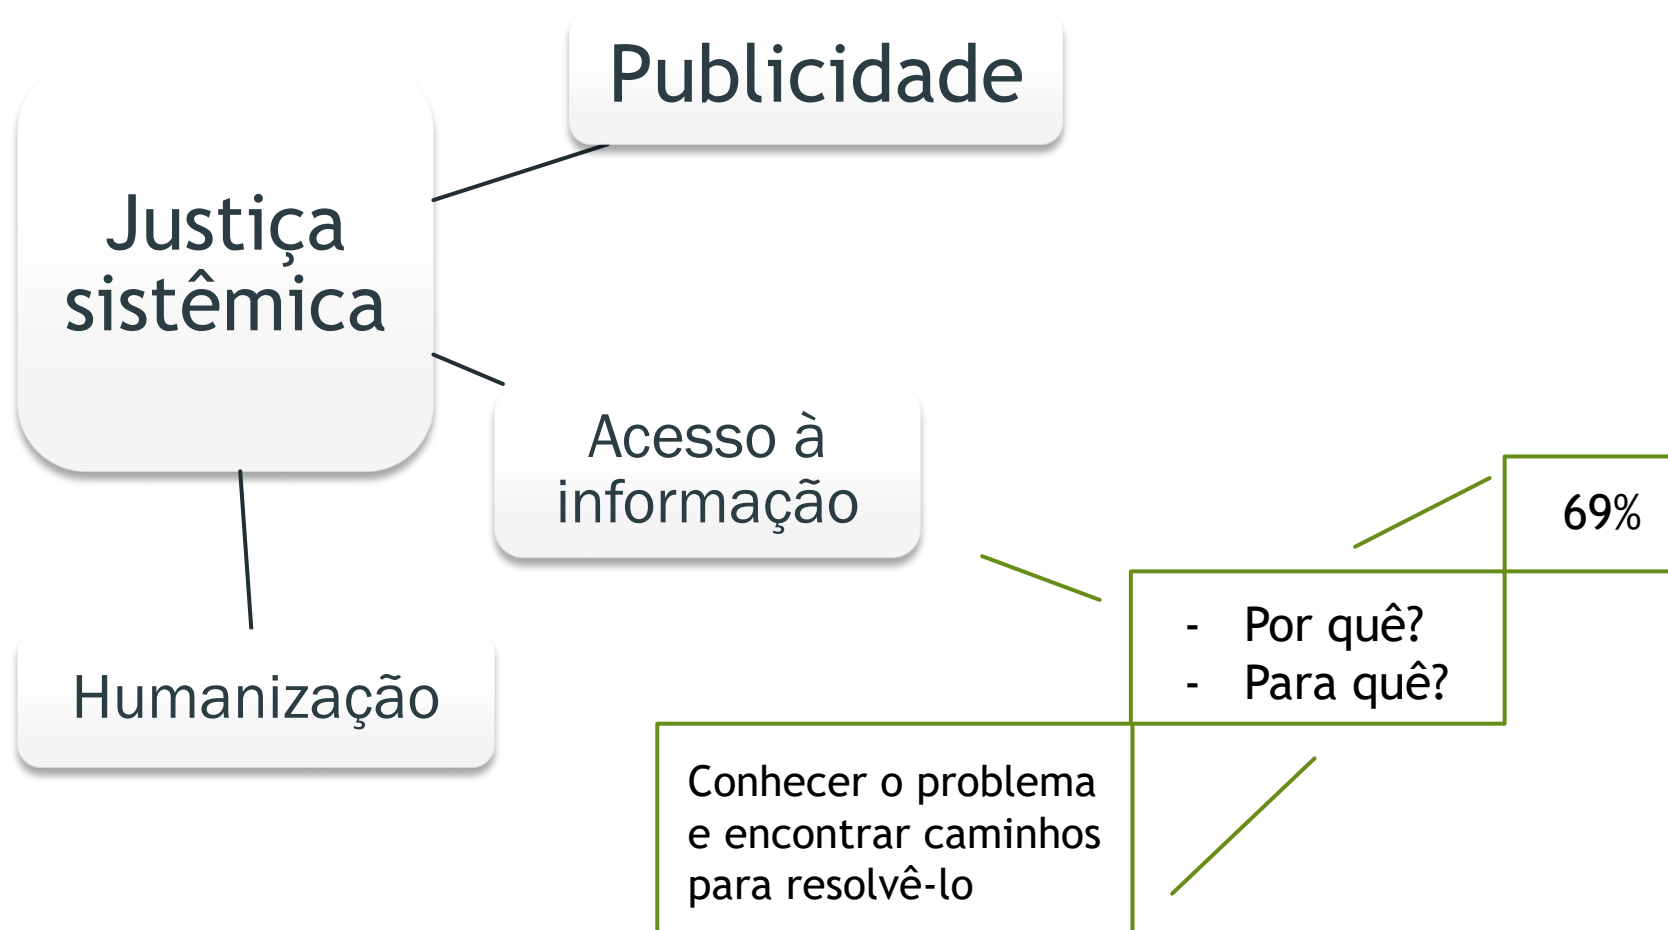 Publicidade
Justiça
sistêmica
Acesso à
informação
Humanização
69%
- Por quê?
- Para quê?
Conhecer o problema
e encontrar caminhos
para resolvê-lo